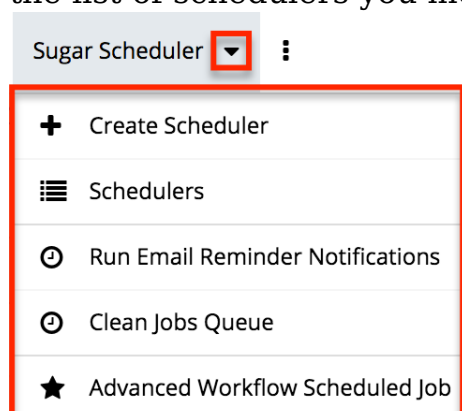 the list of schedulers you
Sugar Scheduler
Create Scheduler
Schedulers
Run Email Reminder Notifications
Clean Jobs Queue
Advanced Workflow Scheduled Job